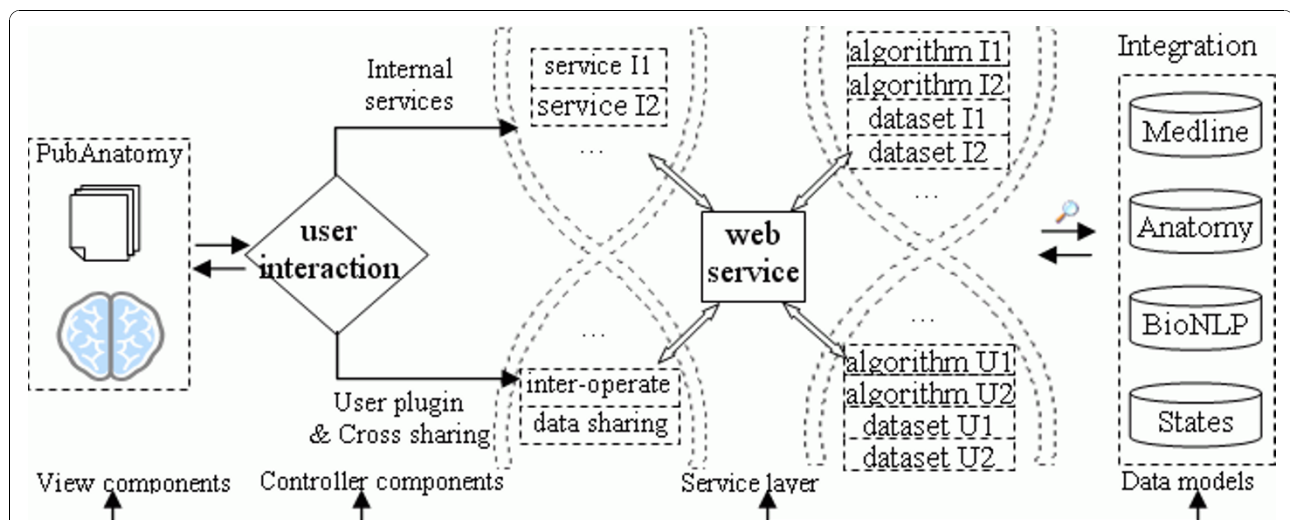 PubAnatomy
user
interaction
Internal
services
User plugin
& Cross sharing
service I1
service I2
...
...
inter-operate
data sharing
web
service
algorithm I1
algorithm I2
dataset I1
dataset I2
...
...
algorithm U1
algorithm U2
dataset U1
dataset U2
Integration
Medline
Anatomy
BioNLP
States
View components
Controller components
Service layer
Data models